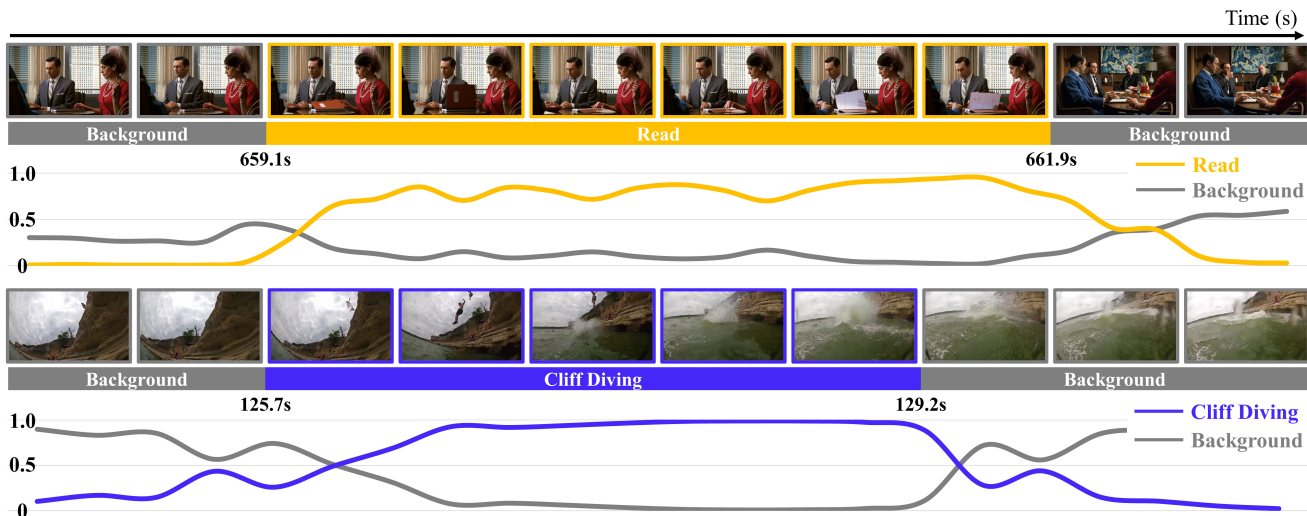 Time (s)
Background Read Background
659.1s 661.9s
1.0
0.5
0
Read
Background
Background Cliff Diving Background
125.7s 129.2s
1.0
0.5
0
Cliff Diving
Background